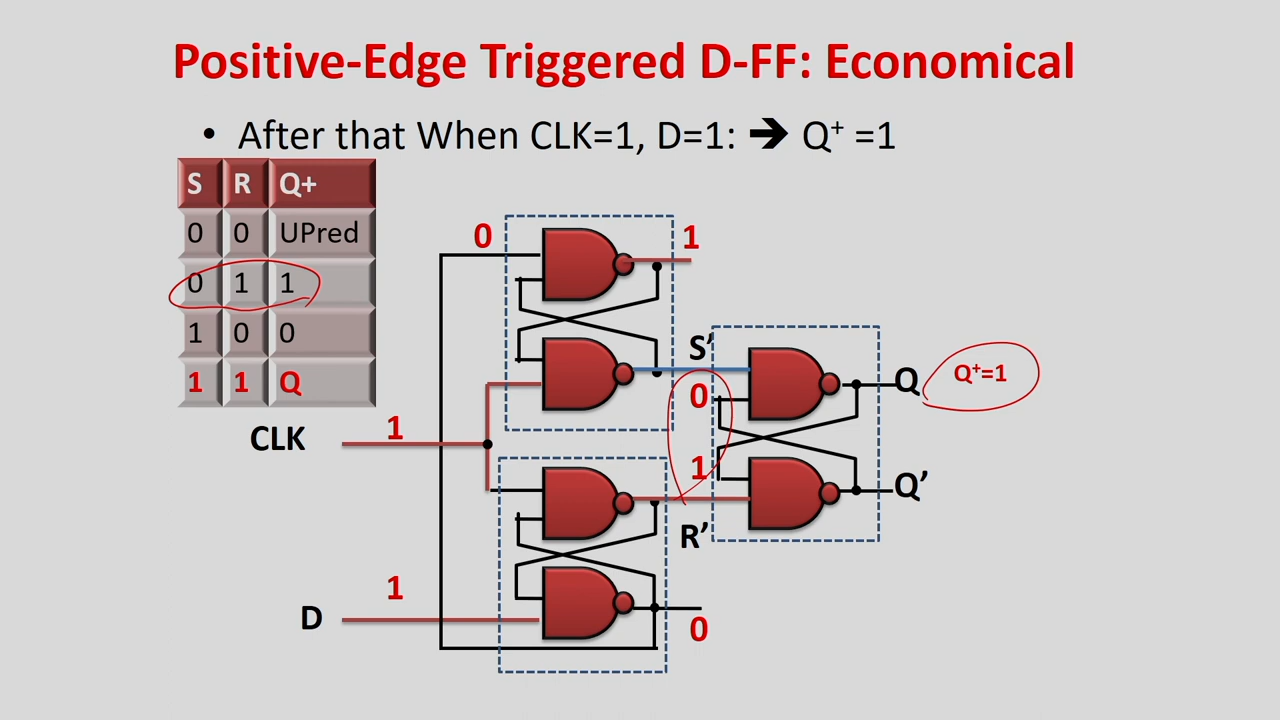 Positive-Edge Triggered D-FF: Economical
• After that When CLK=1, D=1: 🡺 Q⁺ =1
S R Q+
0 0 UPred
0 1 1
1 0 0
1 1 Q
0
1
S'
0
Q
Q⁺=1
CLK
1
1
Q'
R'
D
1
0